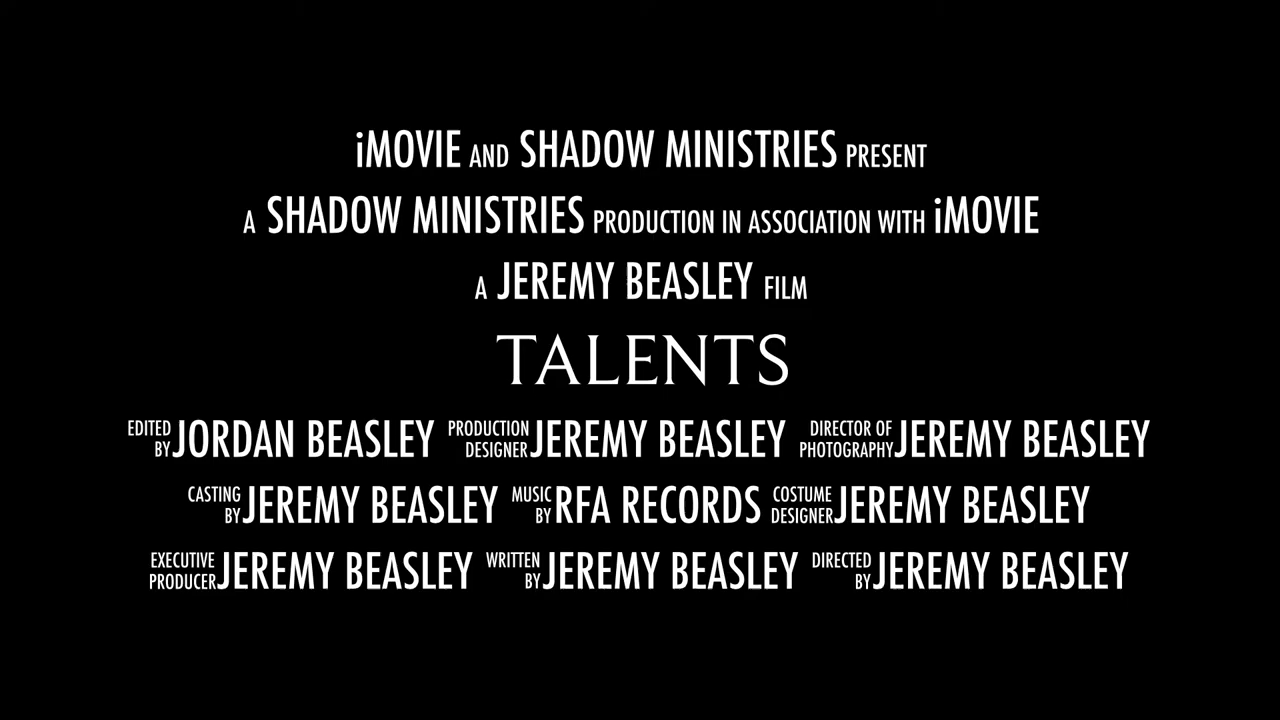 iMOVIE AND SHADOW MINISTRIES PRESENT
A SHADOW MINISTRIES PRODUCTION IN ASSOCIATION WITH iMOVIE
A JEREMY BEASLEY FILM
TALENTS
EDITED BY JORDAN BEASLEY PRODUCTION DESIGNER JEREMY BEASLEY DIRECTOR OF PHOTOGRAPHY JEREMY BEASLEY
CASTING BY JEREMY BEASLEY MUSIC BY RFA RECORDS COSTUME DESIGNER JEREMY BEASLEY
EXECUTIVE PRODUCER JEREMY BEASLEY WRITTEN BY JEREMY BEASLEY DIRECTED BY JEREMY BEASLEY